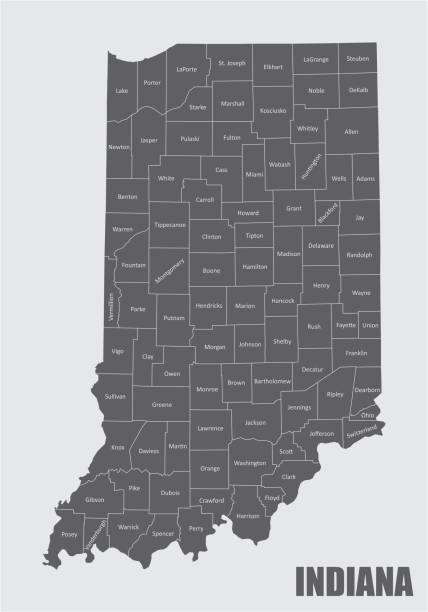 LaGrange
Steuben
St. Joseph
Elkhart
LaPorte
Porter
Lake
Noble
DeKalb
Marshall
Starke
Kosciusko
Whitley
Allen
Jasper
Pulaski
Fulton
Newton
Wabash
Huntington
Cass
Miami
White
Wells
Adams
Benton
Carroll
Grant
Blackford
Howard
Jay
Warren
Tippecanoe
Clinton
Tipton
Delaware
Madison
Randolph
Fountain
Montgomery
Boone
Hamilton
Henry
Wayne
Vermillion
Parke
Hendricks
Marion
Hancock
Putnam
Rush
Fayette
Union
Vigo
Clay
Morgan
Johnson
Shelby
Franklin
Owen
Decatur
Sullivan
Monroe
Brown
Bartholomew
Dearborn
Ripley
Greene
Jennings
Ohio
Lawrence
Jackson
Jefferson
Switzerland
Knox
Daviess
Martin
Scott
Washington
Orange
Clark
Gibson
Pike
Dubois
Crawford
Floyd
Harrison
Posey
Vanderburgh
Warrick
Spencer
Perry
INDIANA